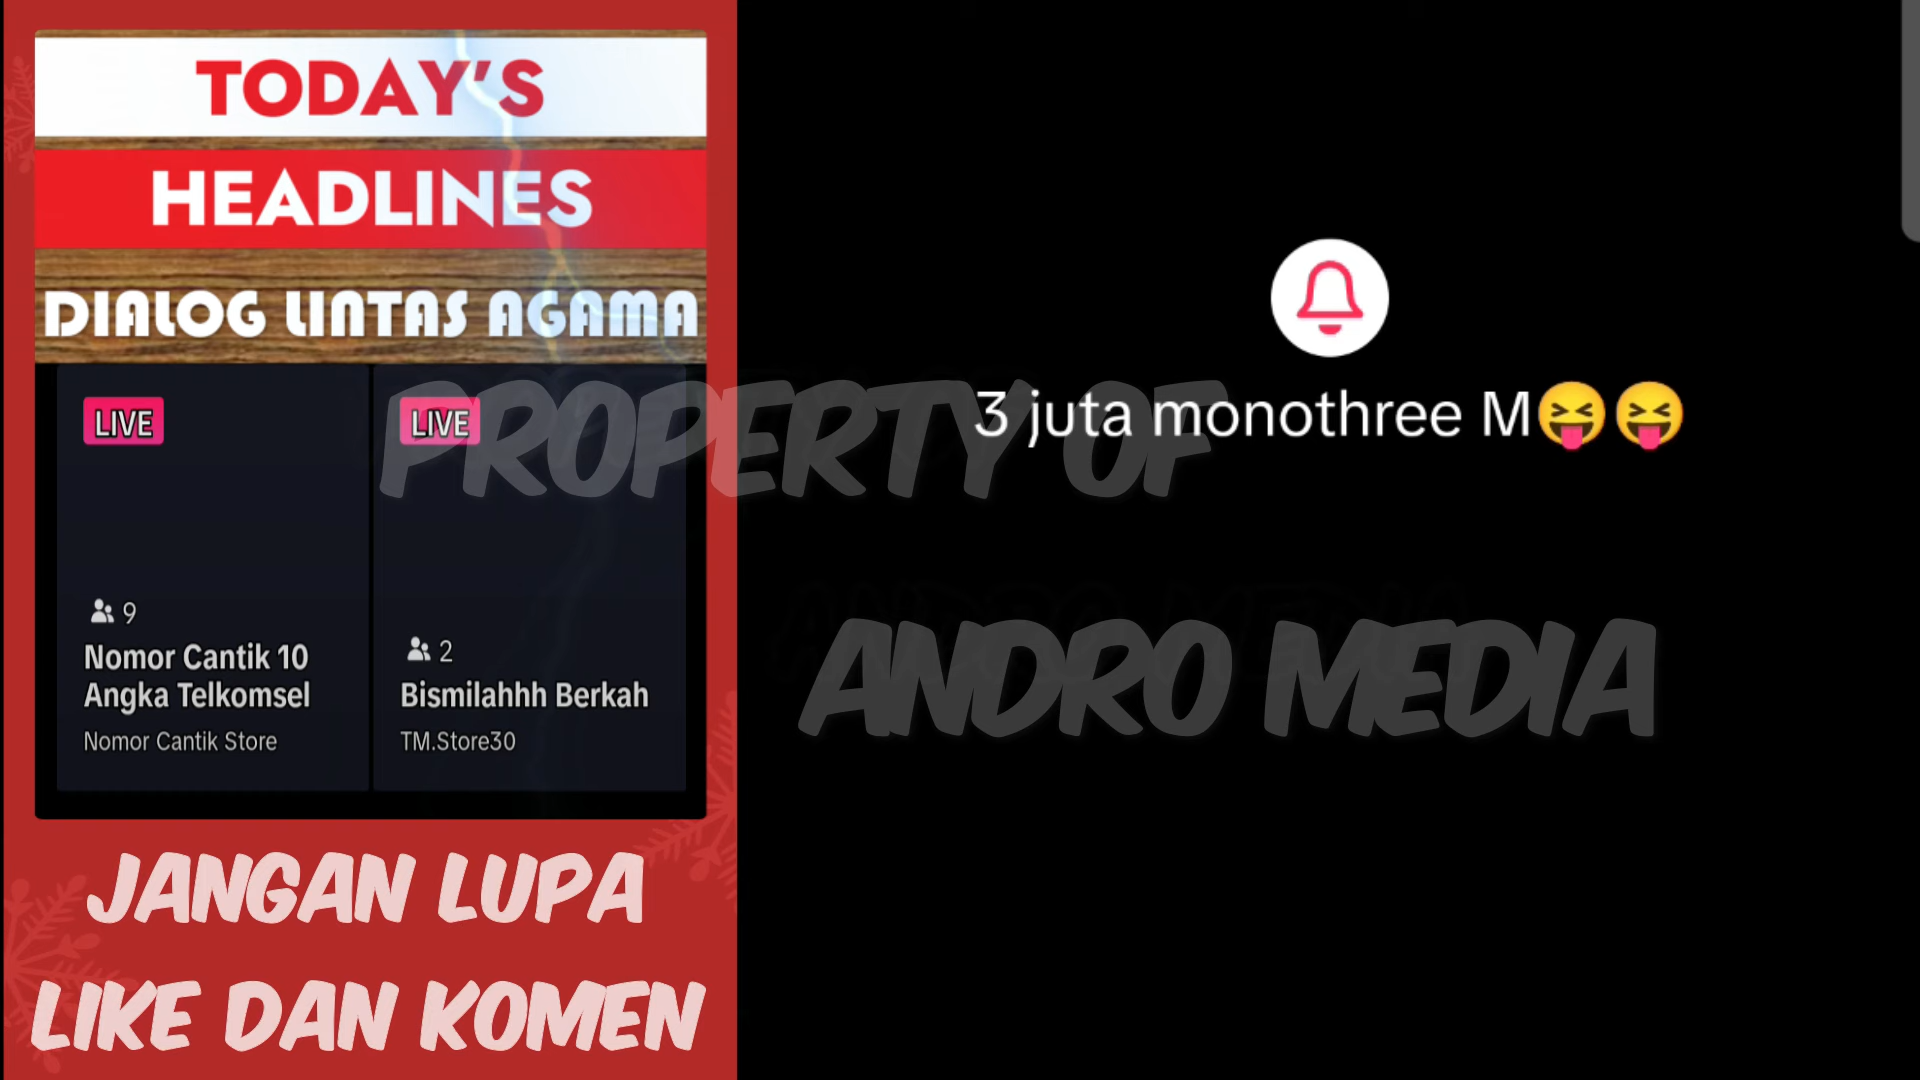 TODAY'S
HEADLINES
DIALOG LINTAS AGAMA
LIVE
9
Nomor Cantik 10
Angka Telkomsel
Nomor Cantik Store
LIVE
2
Bismilahhh Berkah
TM.Store30
JANGAN LUPA
LIKE DAN KOMEN
3 juta monothree M😝😝
PROPERTY OF
ANDRO MEDIA